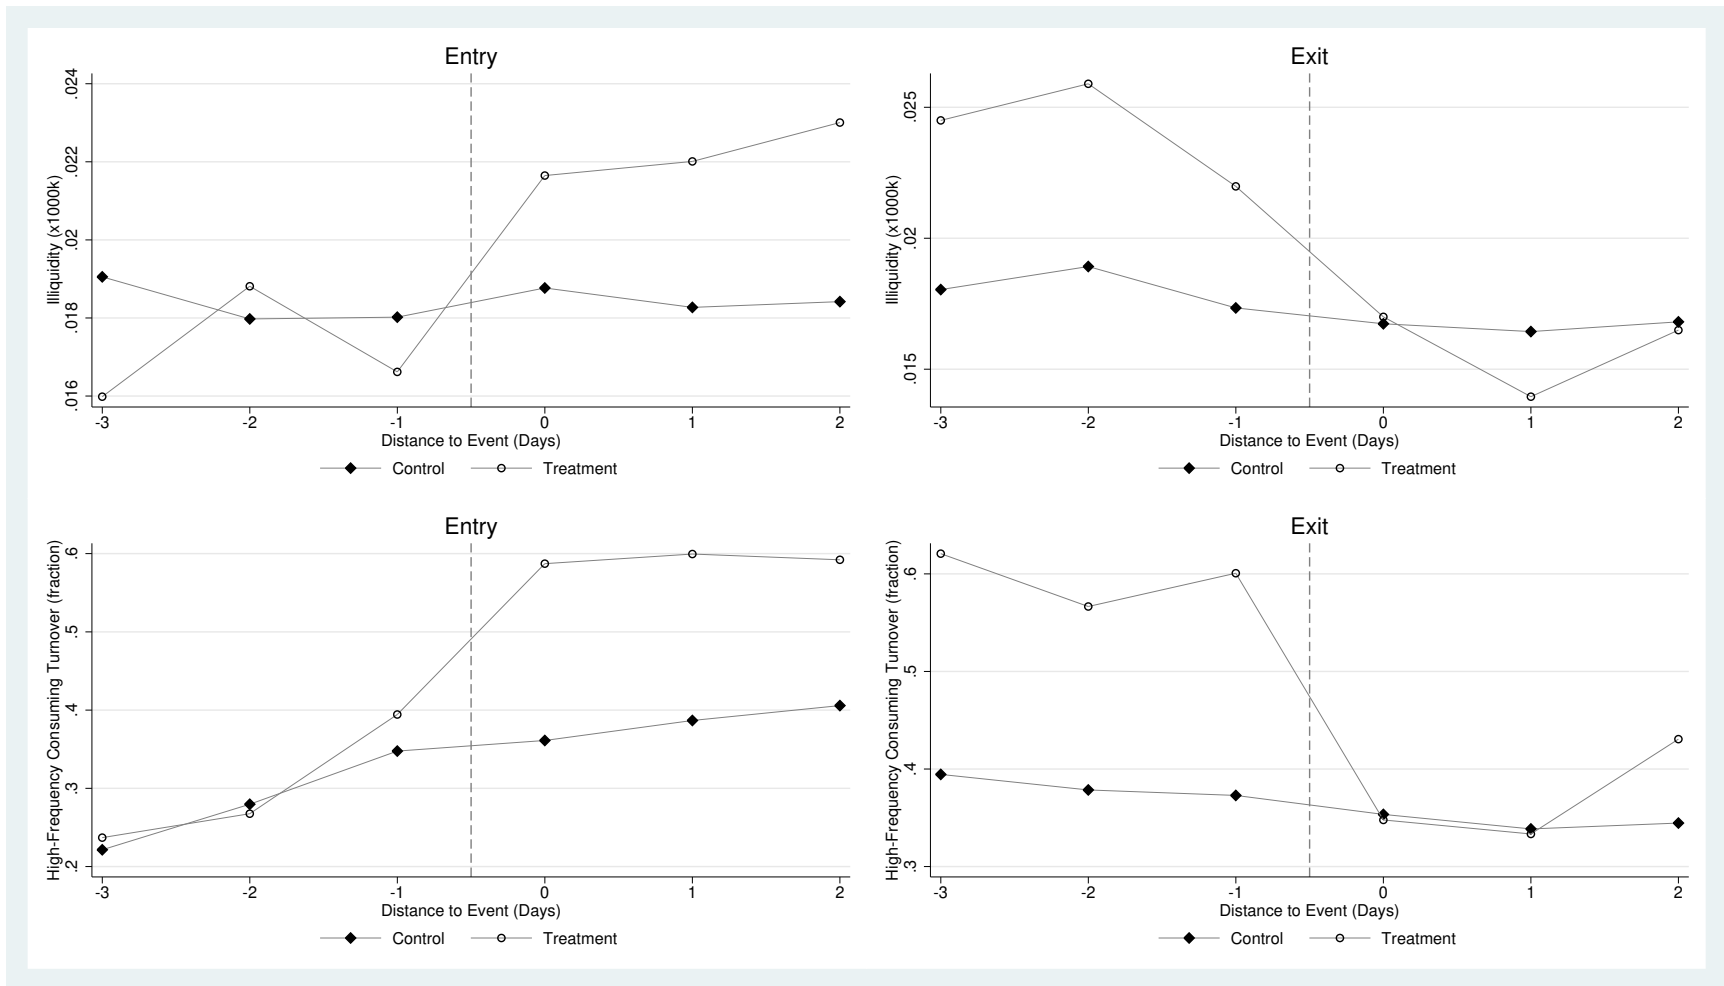 Entry
Illiquidity (x1000k)
.024
.022
.02
.018
.016
-3 -2 -1 0 1 2
Distance to Event (Days)
Control Treatment
Exit
Illiquidity (x1000k)
.025
.02
.015
-3 -2 -1 0 1 2
Distance to Event (Days)
Control Treatment
Entry
High-Frequency Consuming Turnover (fraction)
.6
.5
.4
.3
.2
-3 -2 -1 0 1 2
Distance to Event (Days)
Control Treatment
Exit
High-Frequency Consuming Turnover (fraction)
.6
.5
.4
.3
-3 -2 -1 0 1 2
Distance to Event (Days)
Control Treatment